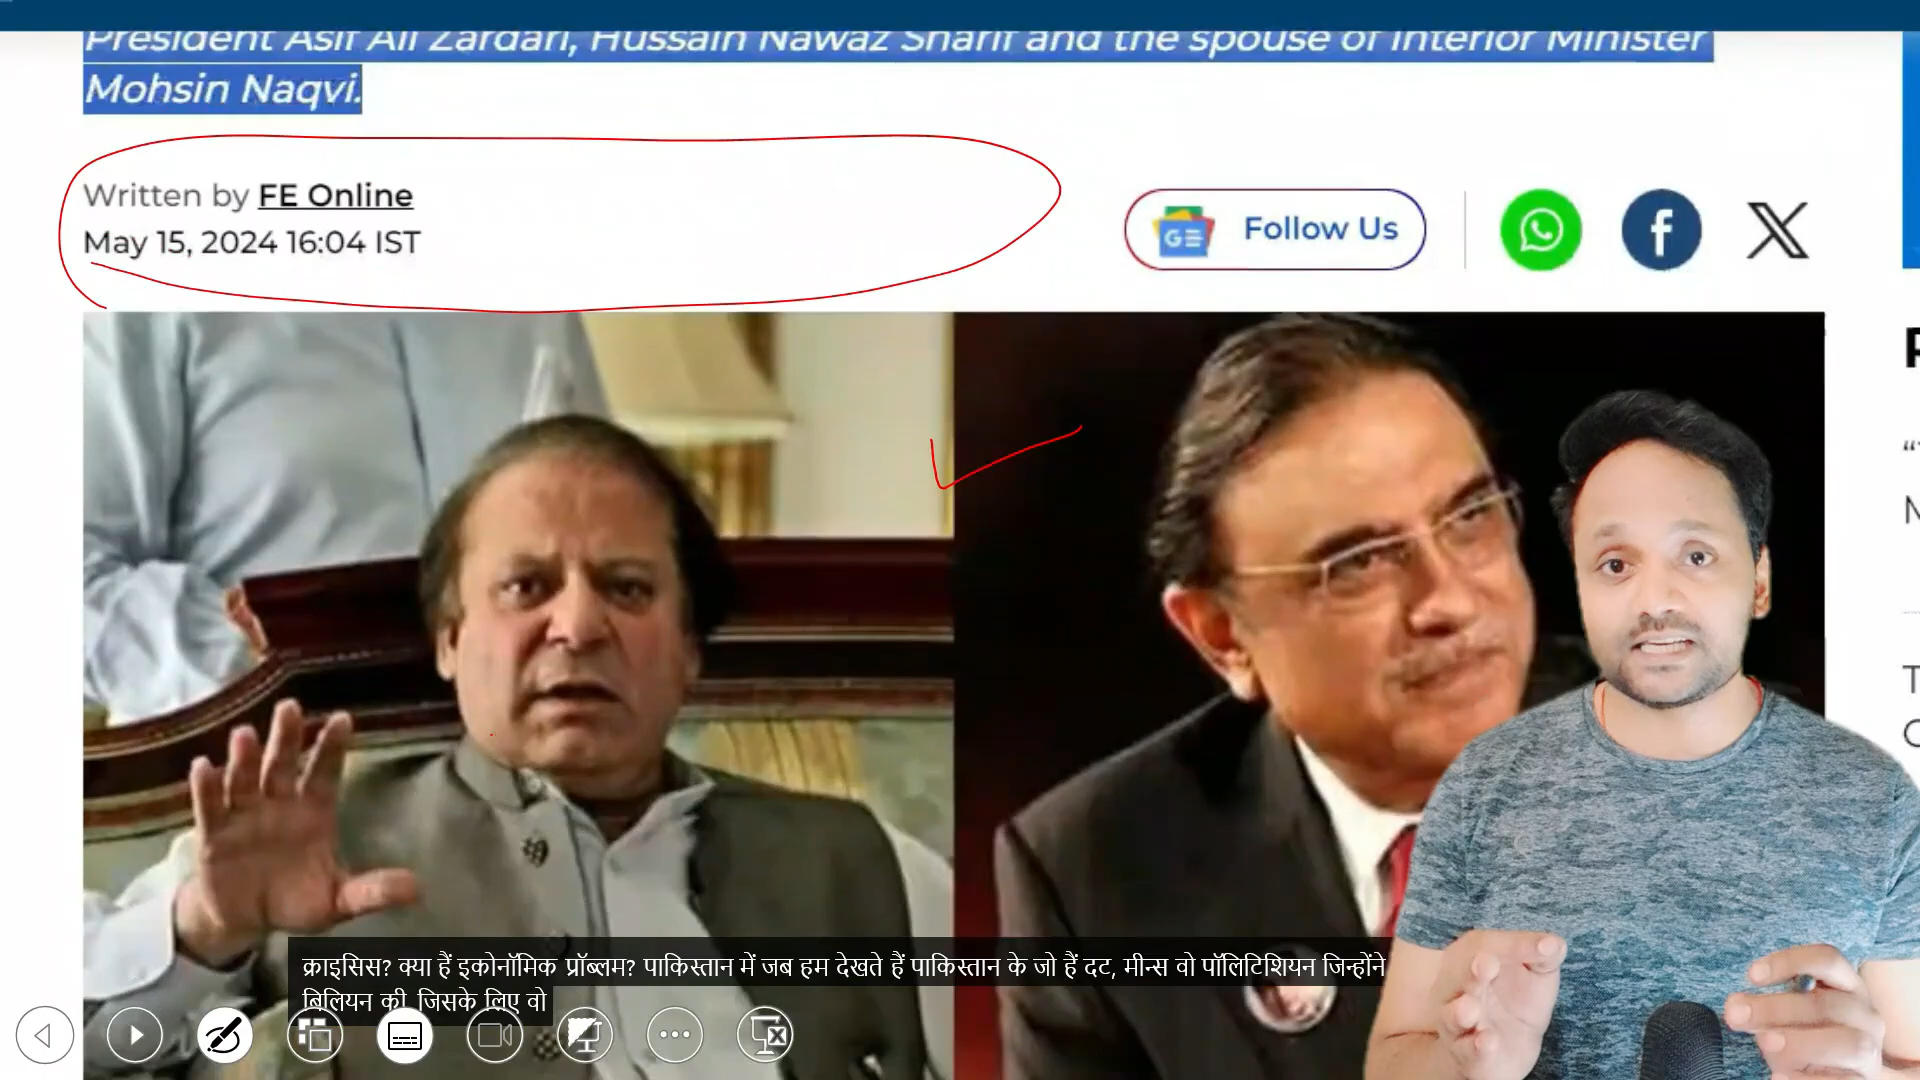 President Asif Ali Zardari, Hussain Nawaz Sharif and the spouse of Interior Minister
Mohsin Naqvi.
Written by FE Online
May 15, 2024 16:04 IST
GE
Follow Us
क्राइसिस? क्या हैं इकोनॉमिक प्रॉब्लम? पाकिस्तान में जब हम देखते हैं पाकिस्तान के जो हैं दट, मीन्स वो पॉलिटिशियन जिन्होंने
बिलियन की, जिसके लिए वो